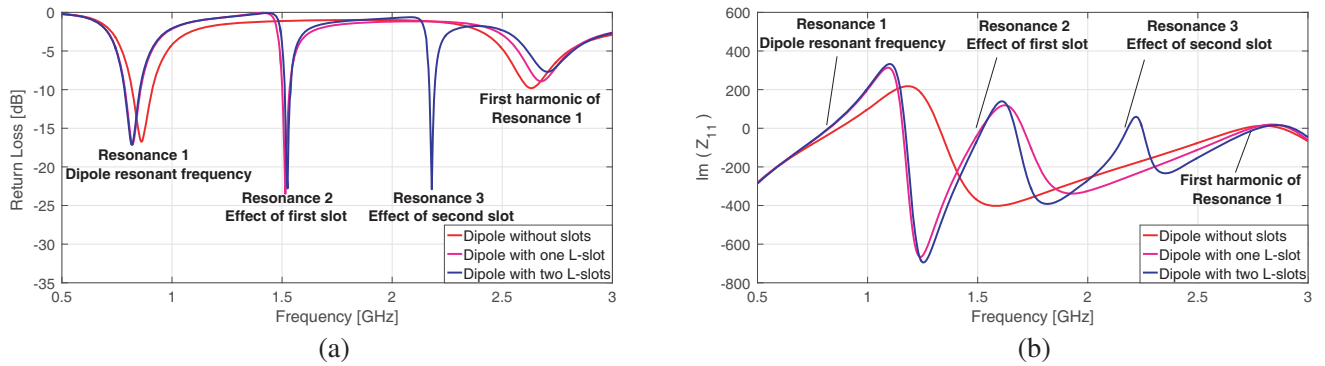 0
-5
-10
-15
-20
-25
-30
-35
Return Loss [dB]
0.5
1
1.5
2
2.5
3
Frequency [GHz]
Resonance 1
Dipole resonant frequency
Resonance 2
Effect of first slot
Resonance 3
Effect of second slot
First harmonic of
Resonance 1
Dipole without slots
Dipole with one L-slot
Dipole with two L-slots
(a)
600
400
200
0
-200
-400
-600
-800
Im ( Z11 )
0.5
1
1.5
2
2.5
3
Frequency [GHz]
Resonance 1
Dipole resonant frequency
Resonance 2
Effect of first slot
Resonance 3
Effect of second slot
First harmonic of
Resonance 1
Dipole without slots
Dipole with one L-slot
Dipole with two L-slots
(b)